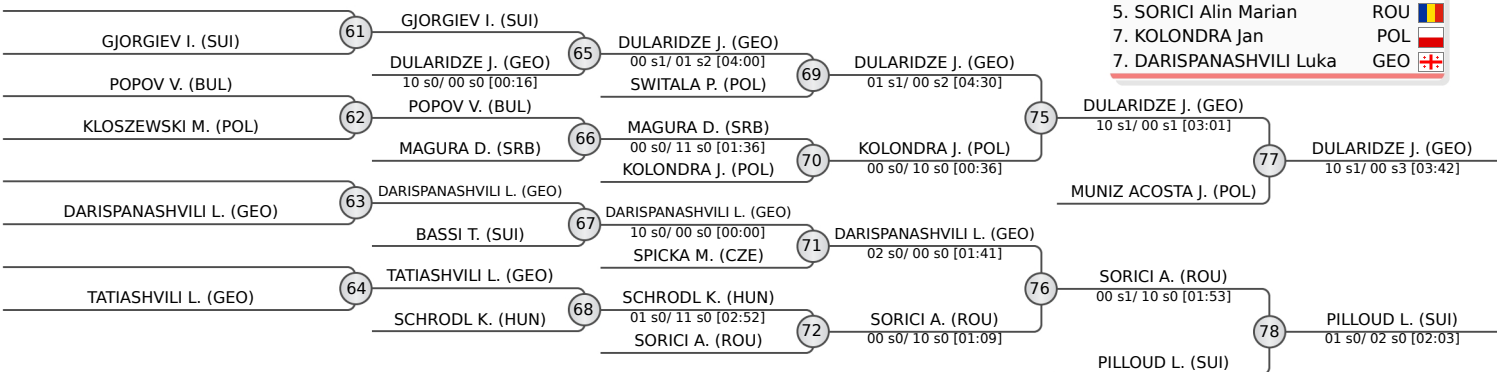 GJORGIEV I. (SUI)
61
POPOV V. (BUL)
62
KLOSZEWSKI M. (POL)
63
DARISPANASHVILI L. (GEO)
64
TATIASHVILI L. (GEO)
GJORGIEV I. (SUI)
65
DULARIDZE J. (GEO)
10 s0/ 00 s0 [00:16]
POPOV V. (BUL)
66
MAGURA D. (SRB)
DARISPANASHVILI L. (GEO)
67
BASSI T. (SUI)
TATIASHVILI L. (GEO)
68
SCHRODL K. (HUN)
DULARIDZE J. (GEO)
00 s1/ 01 s2 [04:00]
69
SWITALA P. (POL)
MAGURA D. (SRB)
00 s0/ 11 s0 [01:36]
70
KOLONDRA J. (POL)
DARISPANASHVILI L. (GEO)
10 s0/ 00 s0 [00:00]
71
SPICKA M. (CZE)
SCHRODL K. (HUN)
01 s0/ 11 s0 [02:52]
72
SORICI A. (ROU)
DULARIDZE J. (GEO)
01 s1/ 00 s2 [04:30]
75
KOLONDRA J. (POL)
00 s0/ 10 s0 [00:36]
DARISPANASHVILI L. (GEO)
02 s0/ 00 s0 [01:41]
76
SORICI A. (ROU)
00 s0/ 10 s0 [01:09]
DULARIDZE J. (GEO)
10 s1/ 00 s1 [03:01]
77
MUNIZ ACOSTA J. (POL)
SORICI A. (ROU)
00 s1/ 10 s0 [01:53]
78
PILLOUD L. (SUI)
DULARIDZE J. (GEO)
10 s1/ 00 s3 [03:42]
PILLOUD L. (SUI)
01 s0/ 02 s0 [02:03]
5. SORICI Alin Marian ROU
7. KOLONDRA Jan POL
7. DARISPANASHVILI Luka GEO